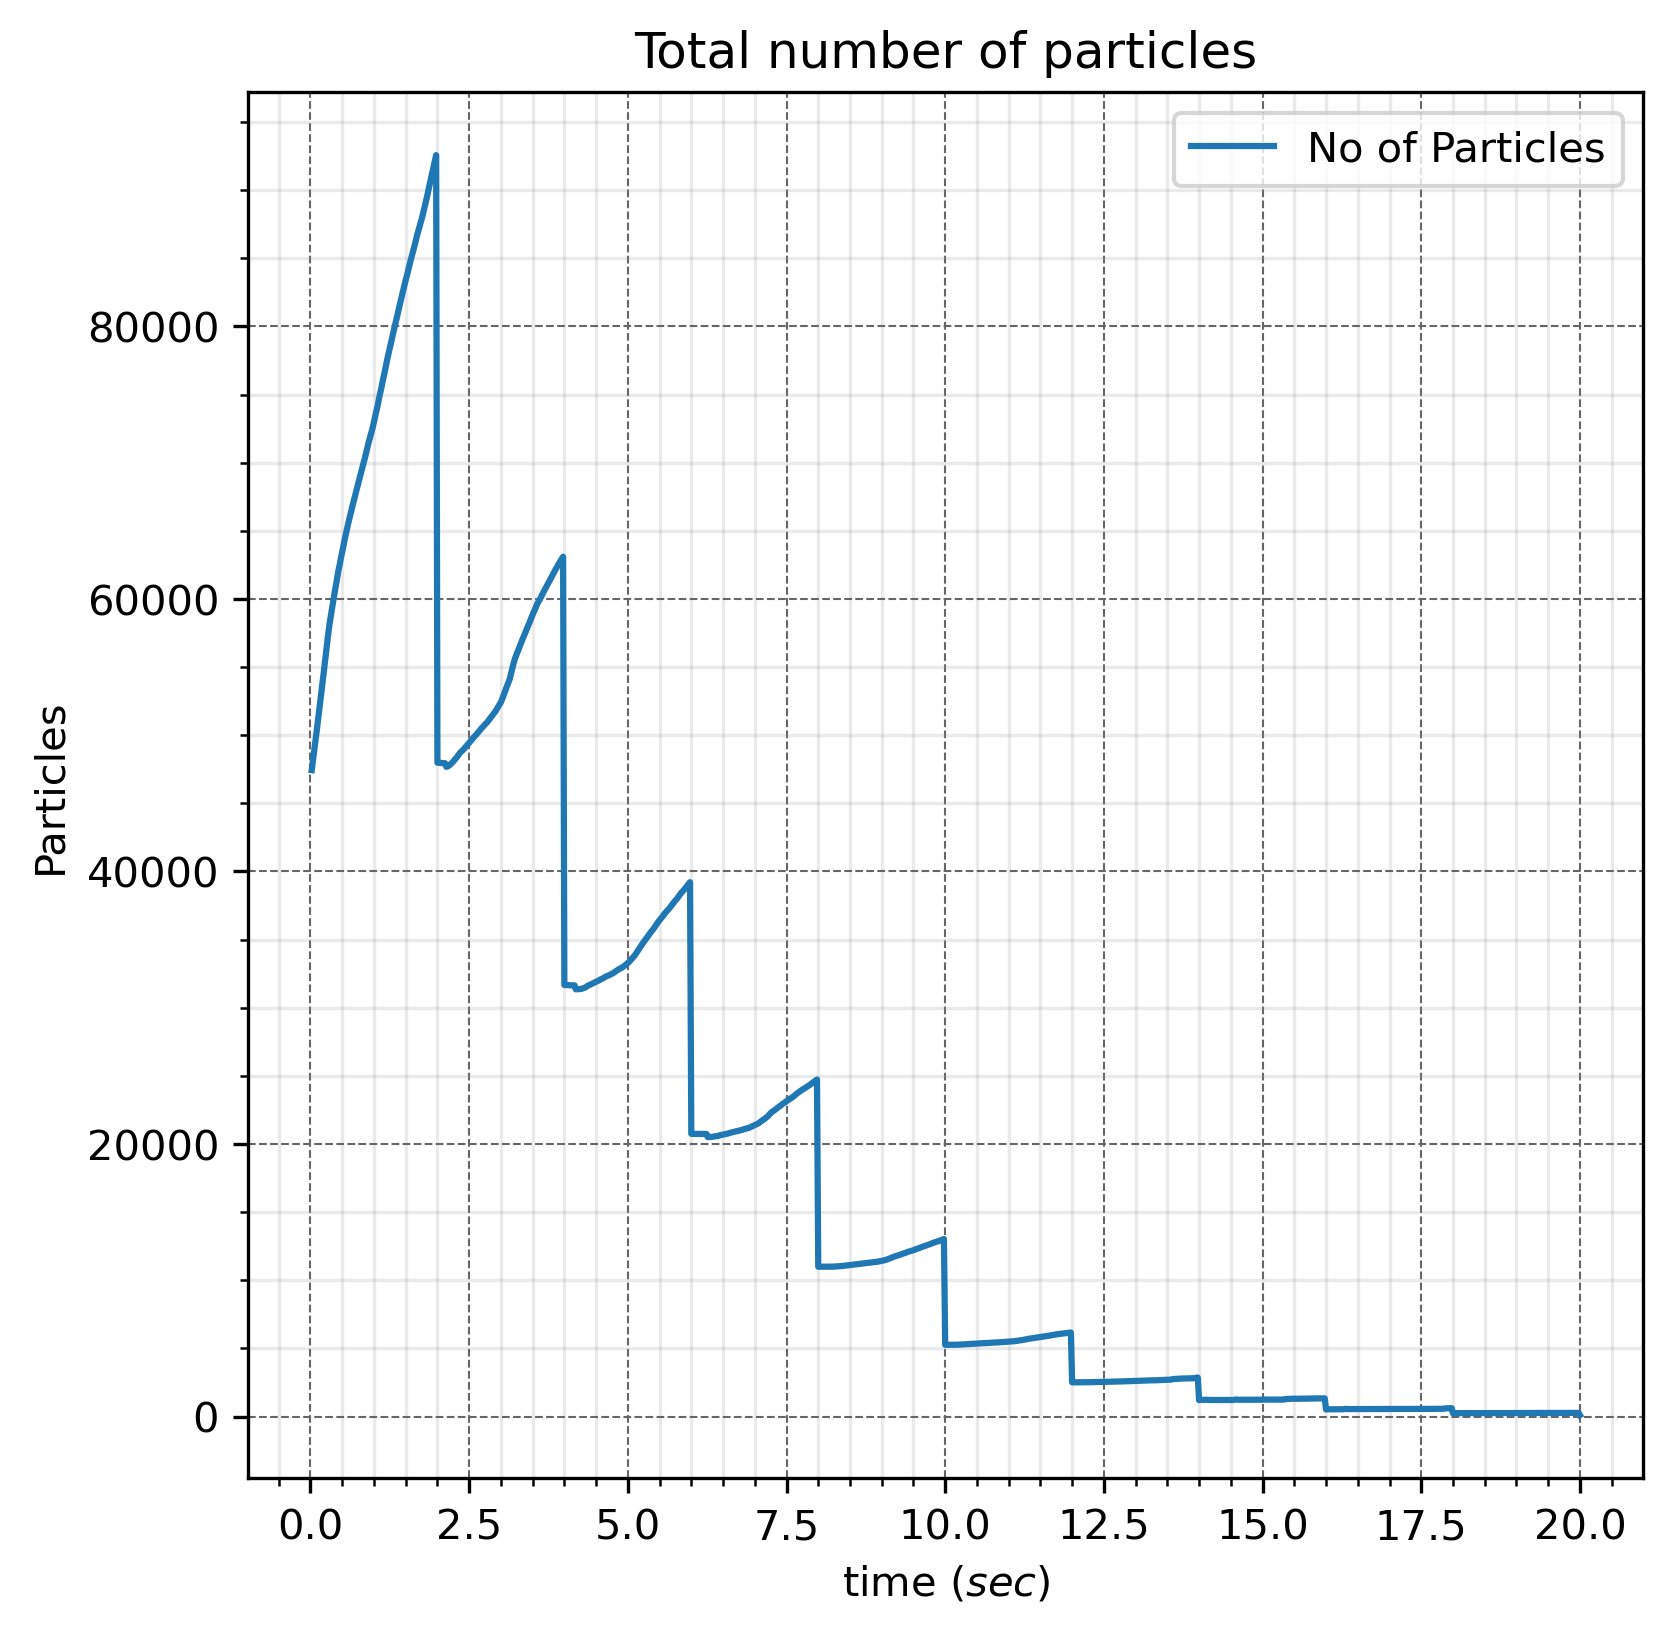 Total number of particles
No of Particles
80000
60000
40000
20000
0
Particles
0.0 2.5 5.0 7.5 10.0 12.5 15.0 17.5 20.0
time (sec)